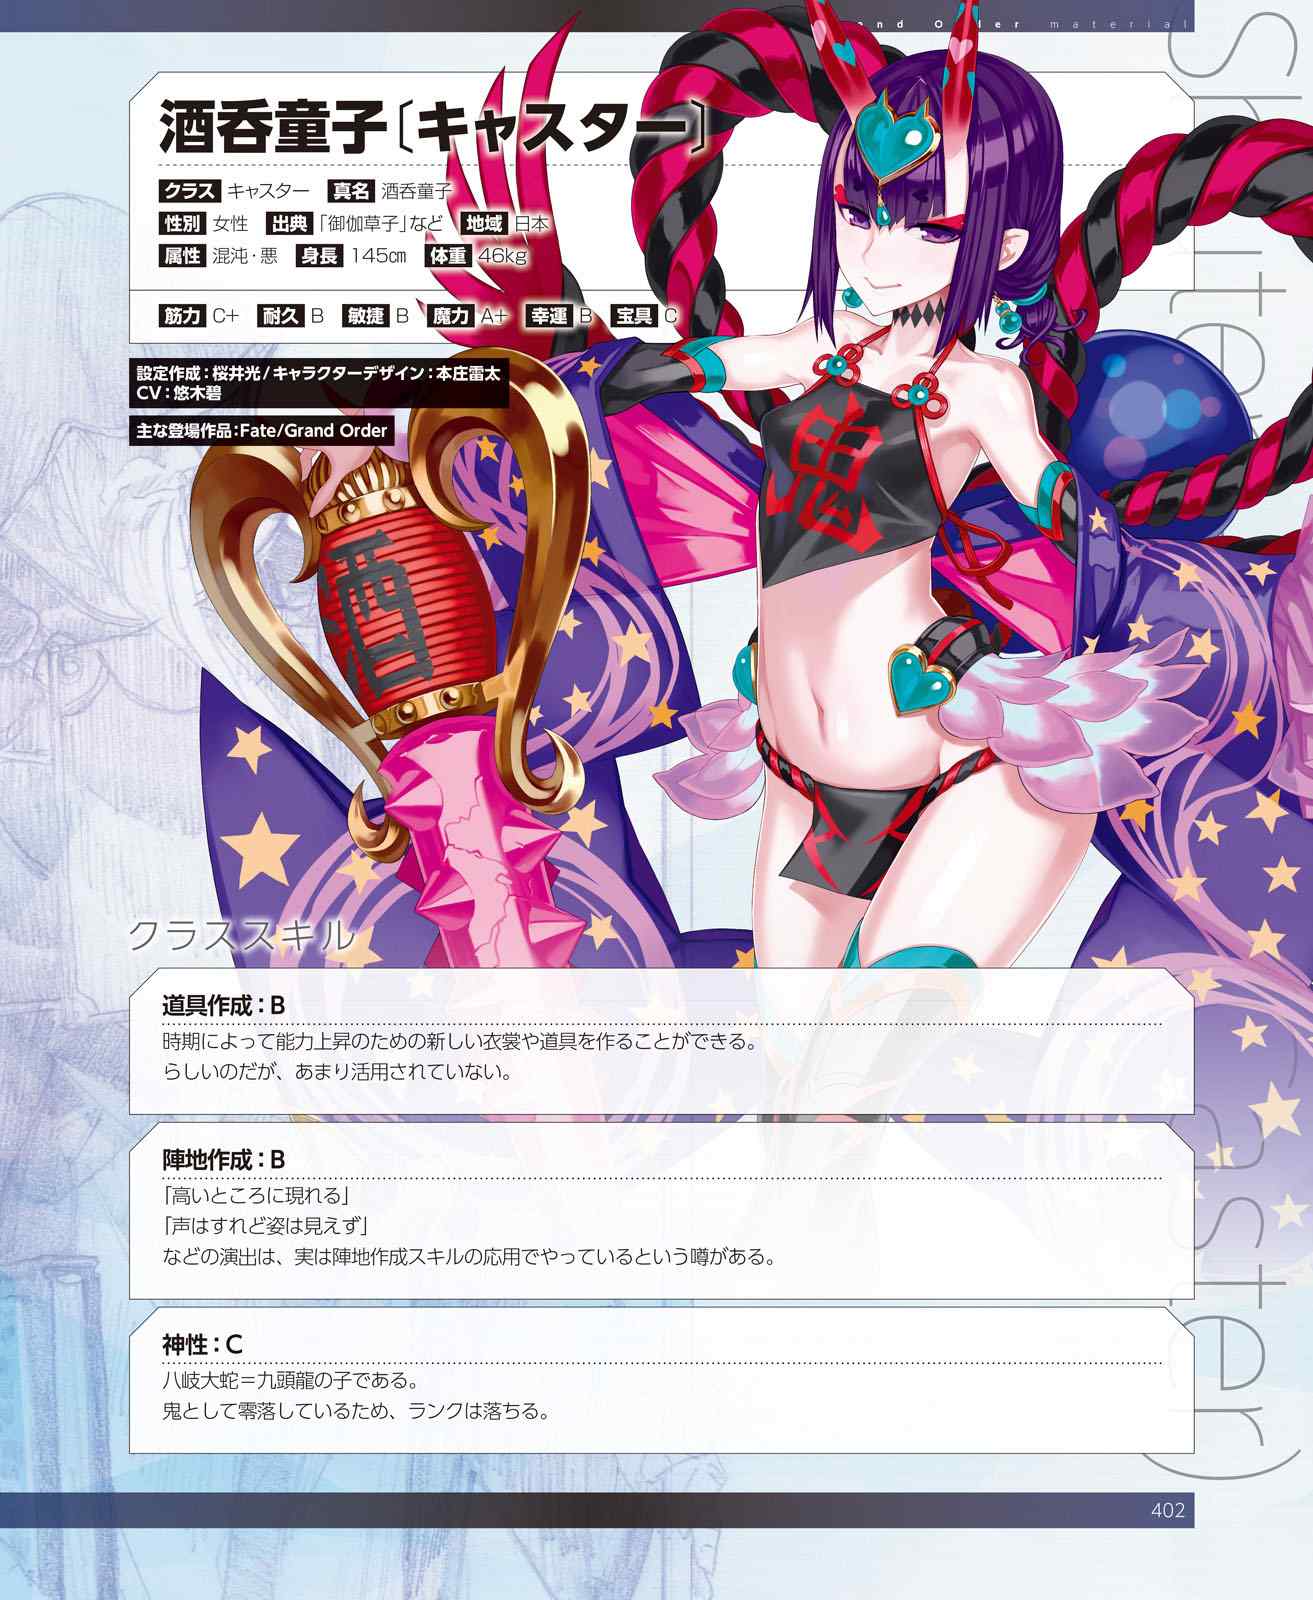 and Order material
酒呑童子〔キャスター〕
クラス キャスター 真名 酒呑童子
性別 女性 出典 「御伽草子」など 地域 日本
属性 混沌・悪 身長 145㎝ 体重 46kg
筋力 C+ 耐久 B 敏捷 B 魔力 A+ 幸運 B 宝具 C
設定作成：桜井光/キャラクターデザイン：本庄雷太
CV：悠木碧
主な登場作品：Fate/Grand Order
鬼
酒
クラススキル
道具作成：B
時期によって能力上昇のための新しい衣裳や道具を作ることができる。
らしいのだが、あまり活用されていない。
陣地作成：B
「高いところに現れる」
「声はすれど姿は見えず」
などの演出は、実は陣地作成スキルの応用でやっているという噂がある。
神性：C
八岐大蛇＝九頭龍の子である。
鬼として零落しているため、ランクは落ちる。
402